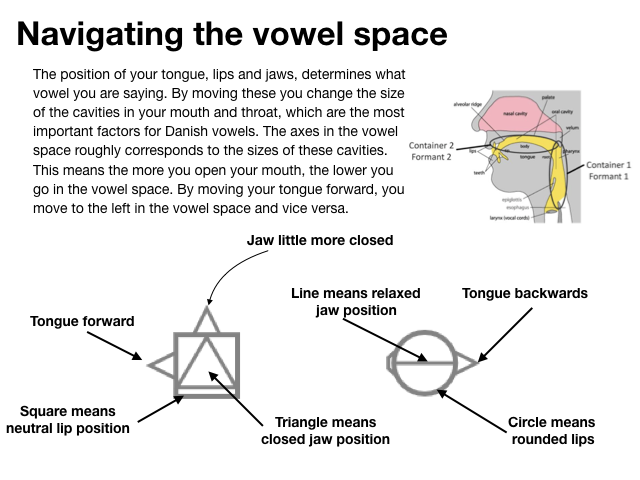 Navigating the vowel space
The position of your tongue, lips and jaws, determines what
vowel you are saying. By moving these you change the size
of the cavities in your mouth and throat, which are the most
important factors for Danish vowels. The axes in the vowel
space roughly corresponds to the sizes of these cavities.
This means the more you open your mouth, the lower you
go in the vowel space. By moving your tongue forward, you
move to the left in the vowel space and vice versa.
palate
alveolar ridge
oral cavity
nasal cavity
velum
Container 2
Formant 2
lips
body
tongue
root
pharynx
Container 1
Formant 1
teeth
epiglottis
esophagus
larynx (vocal cords)
Jaw little more closed
Line means relaxed
jaw position
Tongue backwards
Tongue forward
Square means
neutral lip position
Triangle means
closed jaw position
Circle means
rounded lips